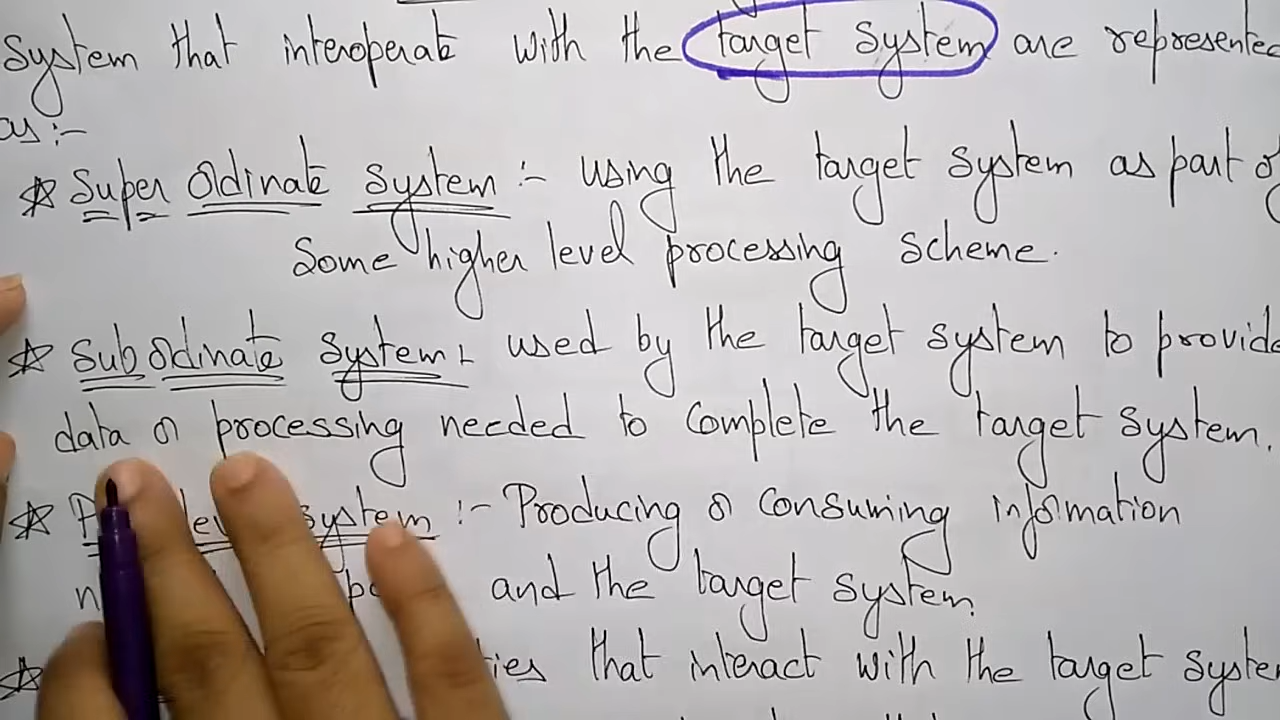 System that interoperate with the target System are represented
as :-
☆ Super Ordinate System :- using the target System as part of
Some higher level processing Scheme.
☆ Subordinate System :- used by the target system to provide
data or processing needed to complete the target System.
☆ system :- Producing or Consuming information
and the target system.
that interact with the target System